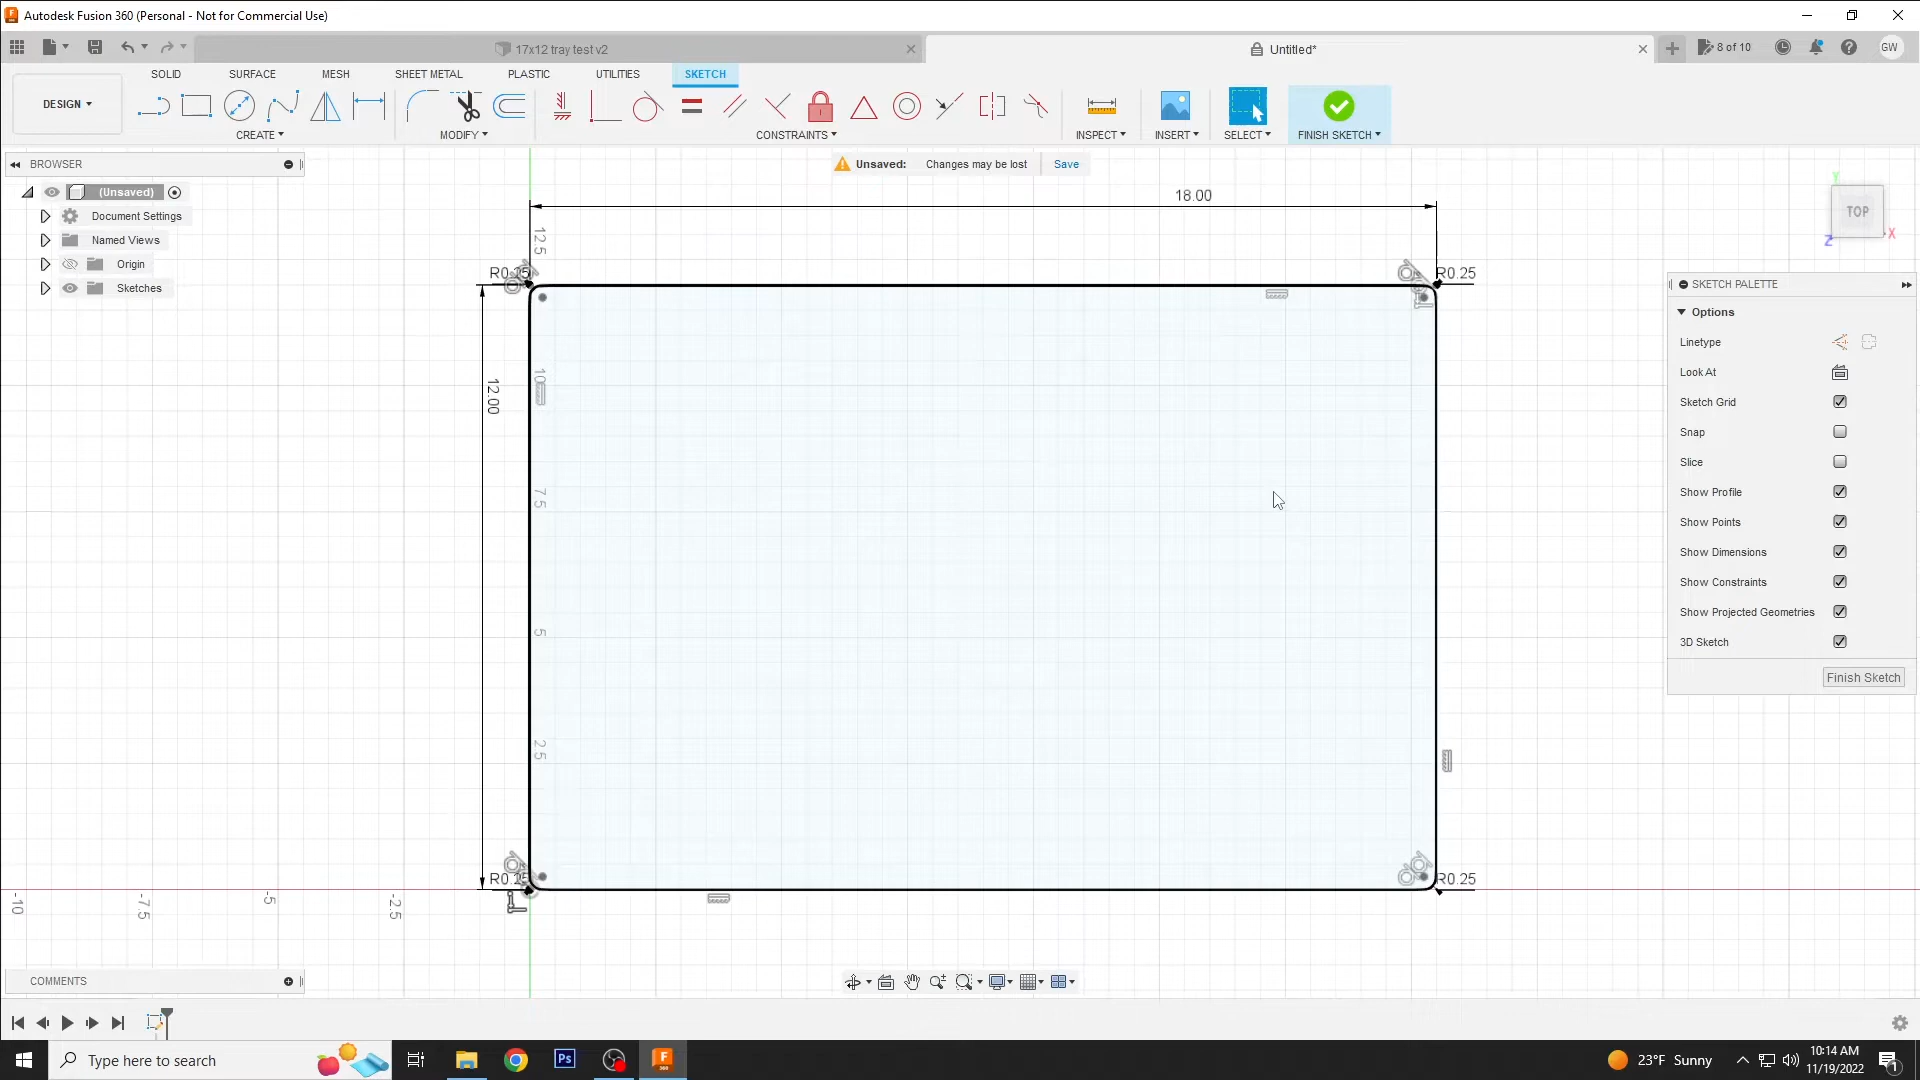 Autodesk Fusion 360 (Personal - Not for Commercial Use)
17x12 tray test v2
Untitled*
8 of 10
GW
SOLID
SURFACE
MESH
SHEET METAL
PLASTIC
UTILITIES
SKETCH
DESIGN
CREATE
MODIFY
CONSTRAINTS
INSPECT
INSERT
SELECT
FINISH SKETCH
BROWSER
Unsaved: Changes may be lost Save
(Unsaved)
Document Settings
Named Views
Origin
Sketches
18.00
12.5
R0.25
R0.25
10
12.00
7.5
5
2.5
R0.25
R0.25
-10
-7.5
-5
-2.5
Y
TOP
X
Z
SKETCH PALETTE
Options
Linetype
Look At
Sketch Grid
Snap
Slice
Show Profile
Show Points
Show Dimensions
Show Constraints
Show Projected Geometries
3D Sketch
Finish Sketch
COMMENTS
Type here to search
Ps
F
360
23°F Sunny
10:14 AM
11/19/2022
1